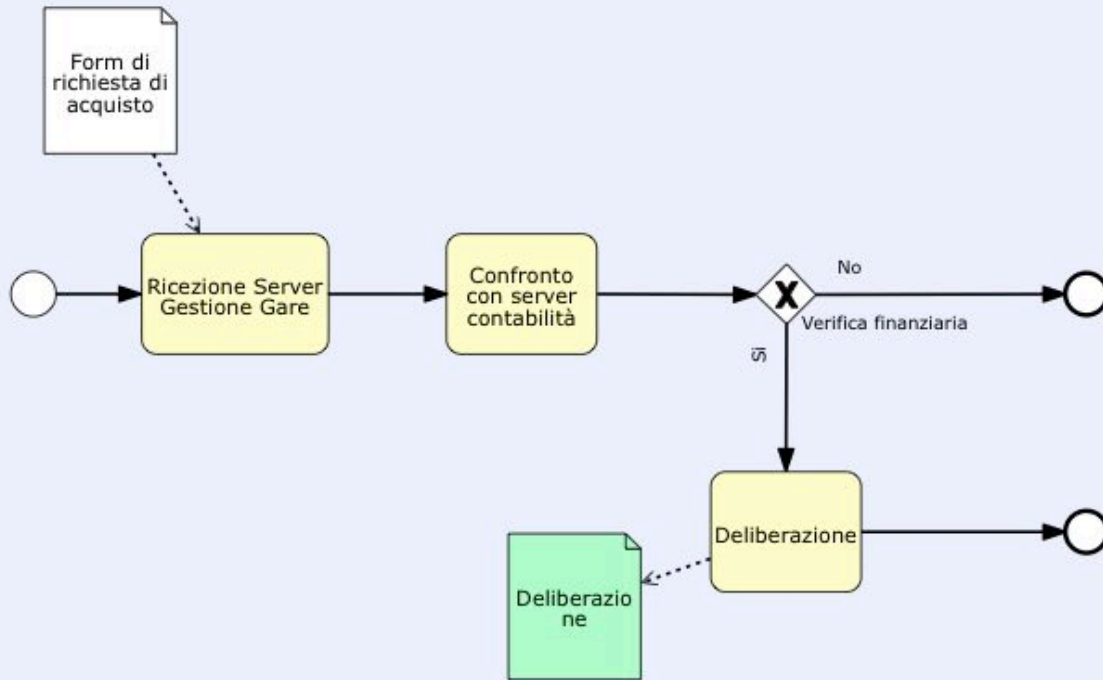 Form di
richiesta di
acquisto
Ricezione Server
Gestione Gare
Confronto
con server
contabilità
No
Verifica finanziaria
Si
Deliberazione
Deliberazio
ne